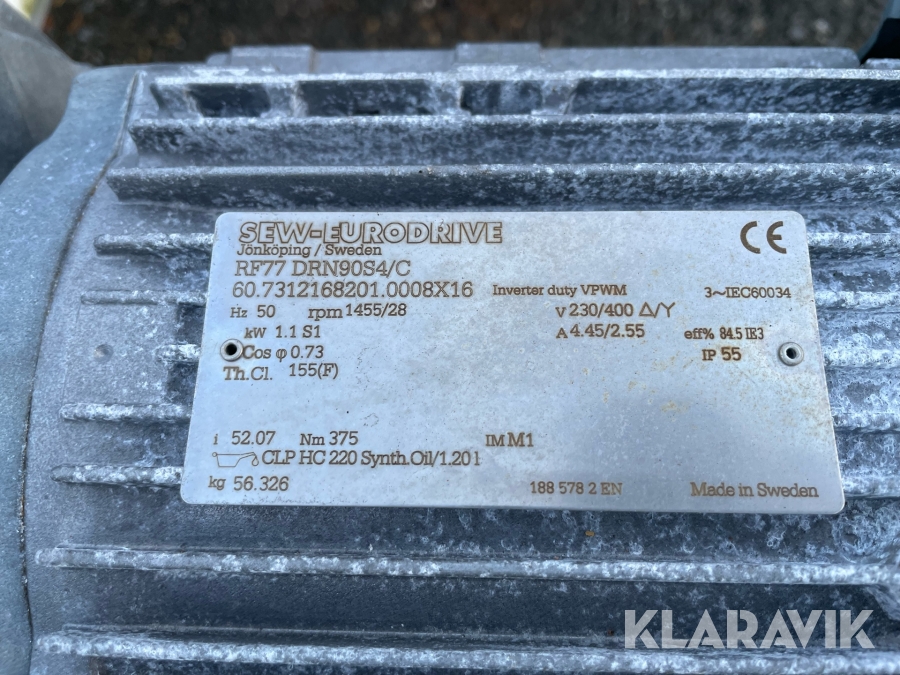 SEW-EURODRIVE
Jönköping / Sweden
RF77 DRN90S4/C
60.7312168201.0008X16 Inverter duty VPWM 3~IEC60034
Hz 50 rpm 1455/28 V 230/400 Δ/Y
kW 1.1 S1 A 4.45/2.55 eff% 84.5 IE3
Cos φ 0.73 IP 55
Th.Cl. 155(F)
i 52.07 Nm 375 IM M1
CLP HC 220 Synth.Oil/1.20 l
kg 56.326 188 578 2 EN Made in Sweden
CE
KLARAVIK